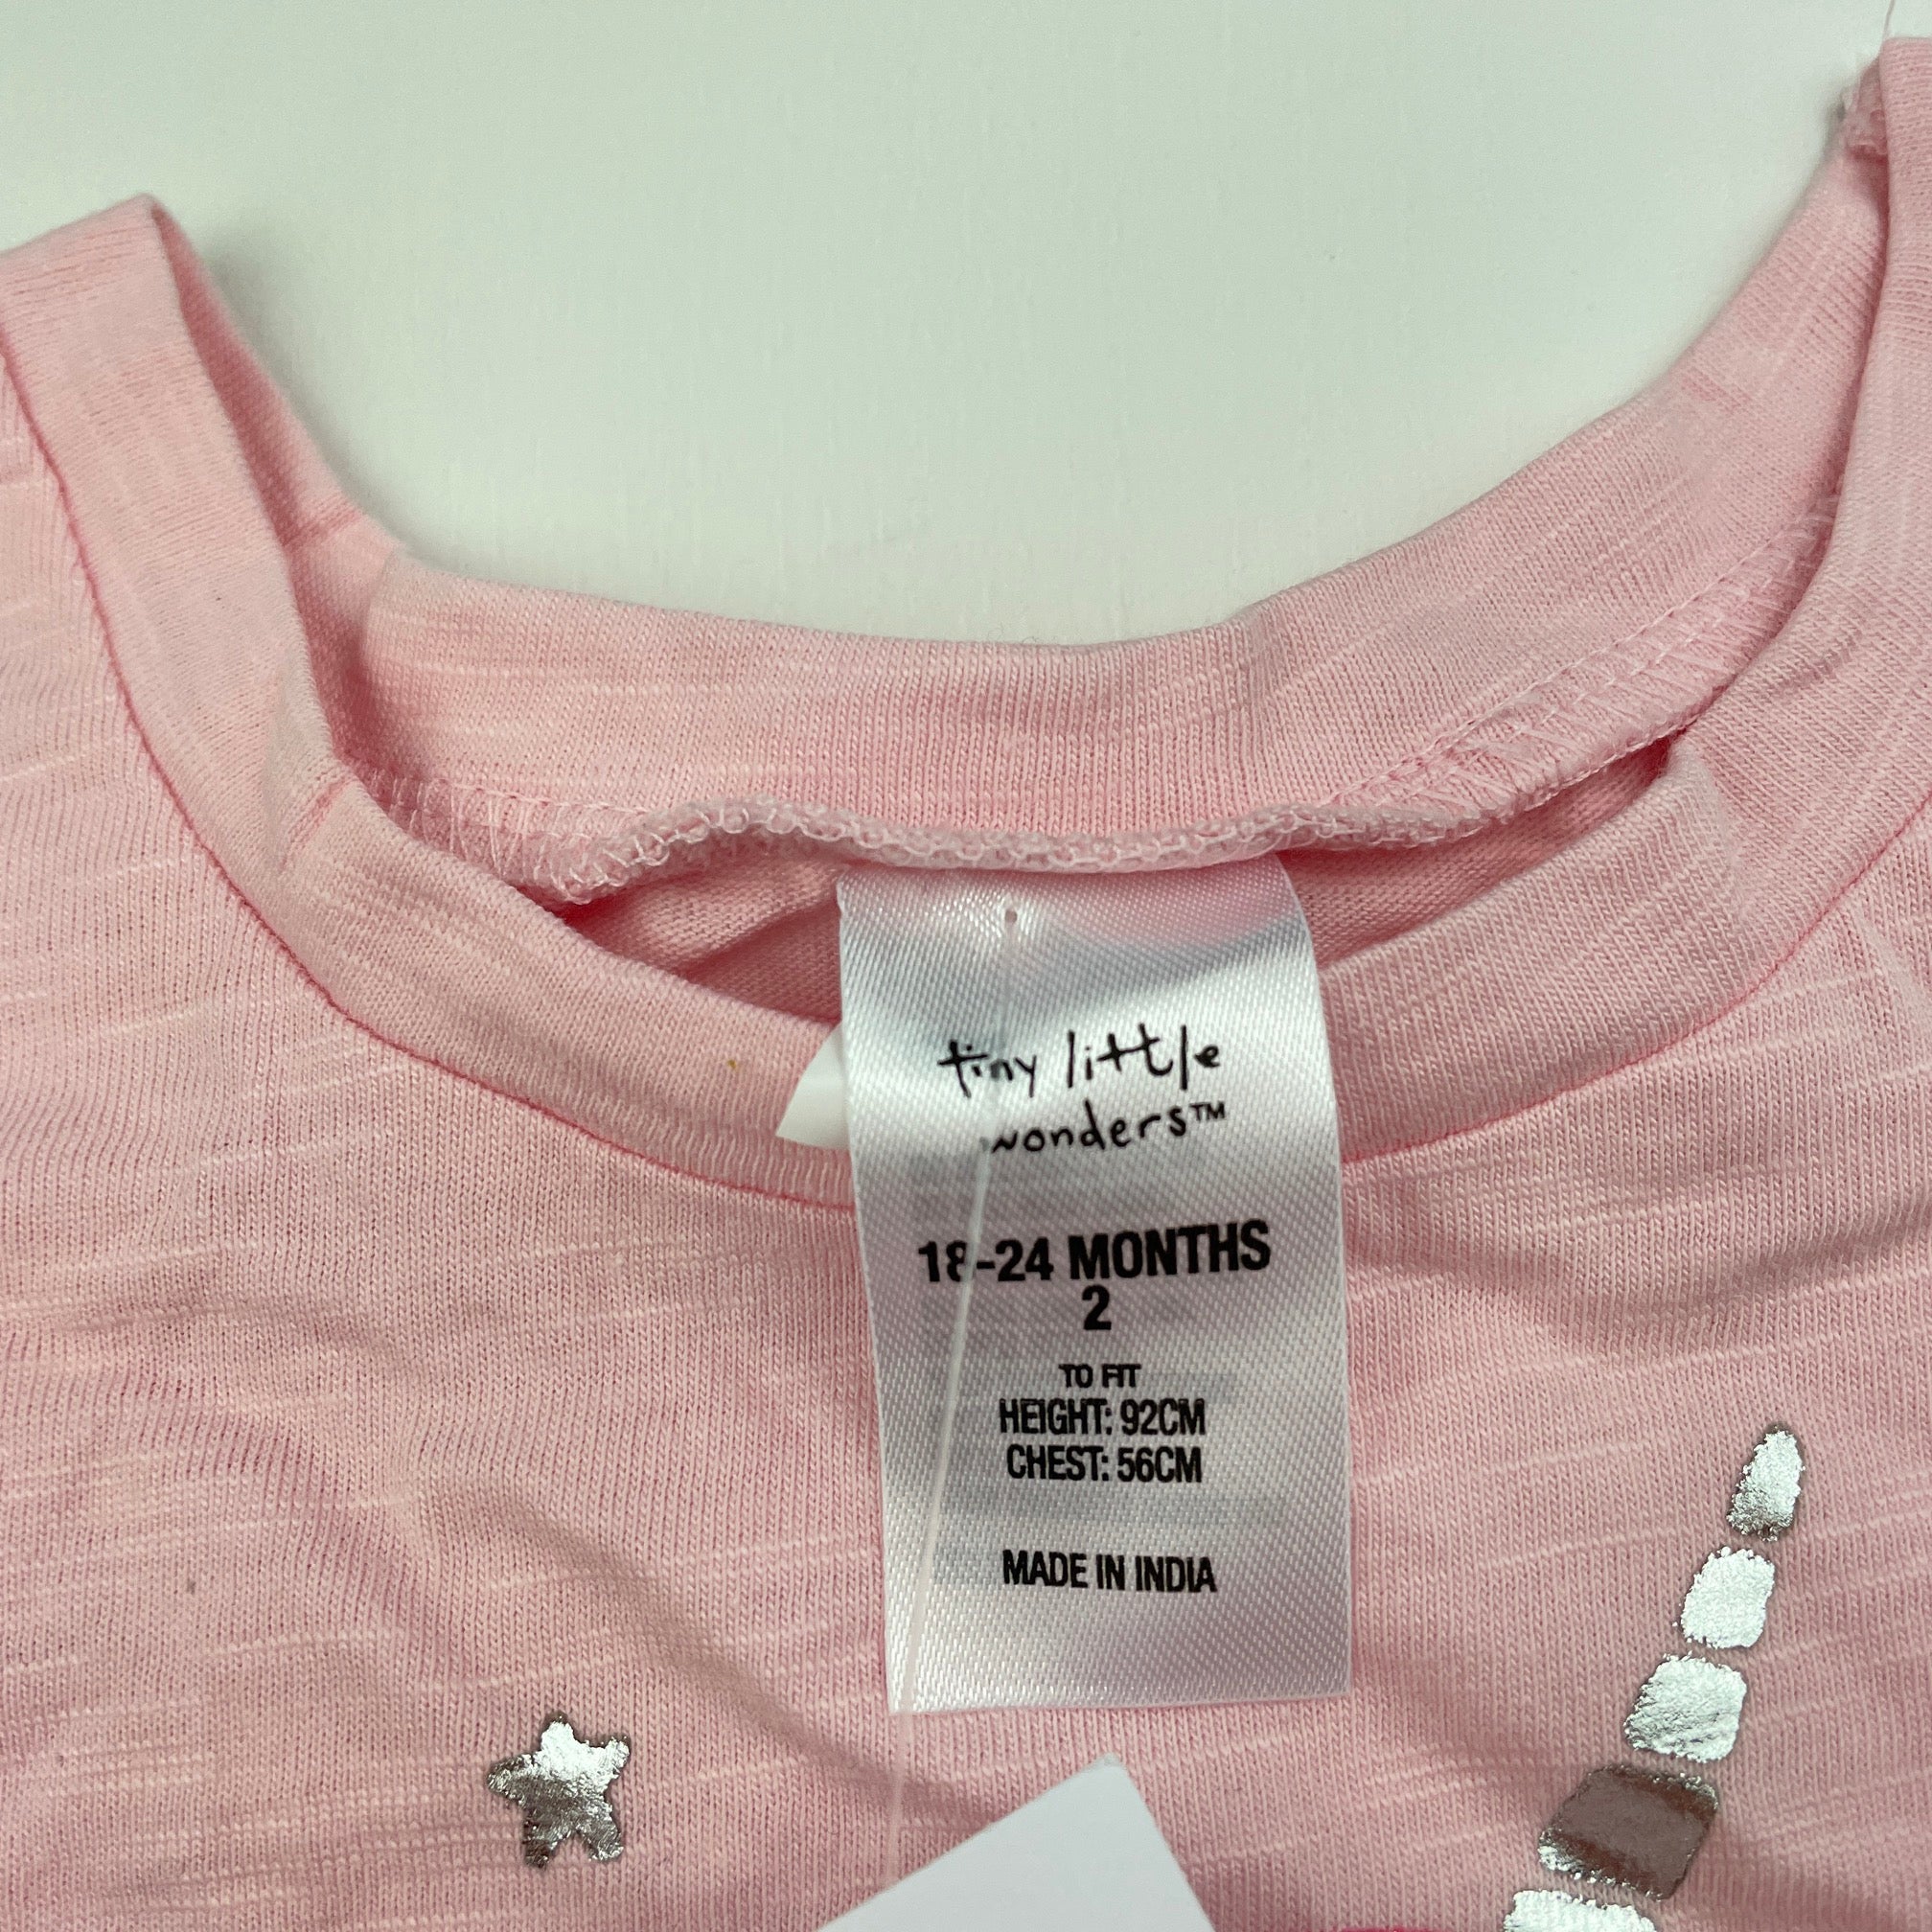 tiny little
wonders™
18-24 MONTHS
2
TO FIT
HEIGHT: 92CM
CHEST: 56CM
MADE IN INDIA